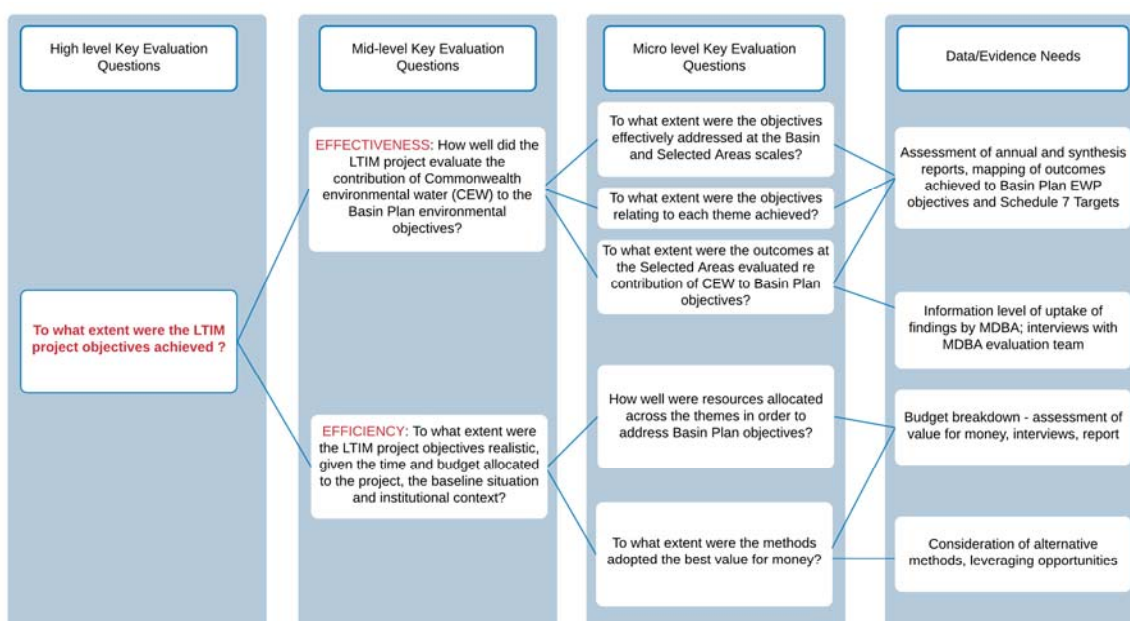 High level Key Evaluation
Questions
To what extent were the LTIM
project objectives achieved ?
Mid-level Key Evaluation
Questions
EFFECTIVENESS: How well did the
LTIM project evaluate the
contribution of Commonwealth
environmental water (CEW) to the
Basin Plan environmental
objectives?
EFFICIENCY: To what extent were
the LTIM project objectives realistic,
given the time and budget allocated
to the project, the baseline situation
and institutional context?
Micro level Key Evaluation
Questions
To what extent were the objectives
effectively addressed at the Basin
and Selected Areas scales?
To what extent were the objectives
relating to each theme achieved?
To what extent were the outcomes at
the Selected Areas evaluated re
contribution of CEW to Basin Plan
objectives?
How well were resources allocated
across the themes in order to
address Basin Plan objectives?
To what extent were the methods
adopted the best value for money?
Data/Evidence Needs
Assessment of annual and synthesis
reports, mapping of outcomes
achieved to Basin Plan EWP
objectives and Schedule 7 Targets
Information level of uptake of
findings by MDBA; interviews with
MDBA evaluation team
Budget breakdown - assessment of
value for money, interviews, report
Consideration of alternative
methods, leveraging opportunities